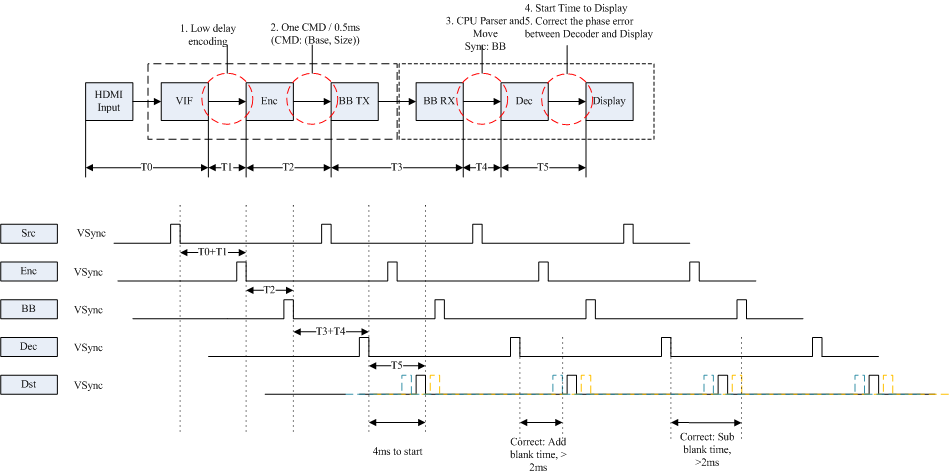 4. Start Time to Display
1. Low delay
encoding
2. One CMD / 0.5ms
(CMD: (Base, Size))
3. CPU Parser and
Move
Sync: BB
5. Correct the phase error
between Decoder and Display
HDMI
Input
VIF
Enc
BB TX
BB RX
Dec
Display
T0
T1
T2
T3
T4
T5
Src VSync
T0+T1
Enc VSync
T2
BB VSync
T3+T4
Dec VSync
T5
Dst VSync
4ms to start
Correct: Add
blank time, >
2ms
Correct: Sub
blank time,
>2ms